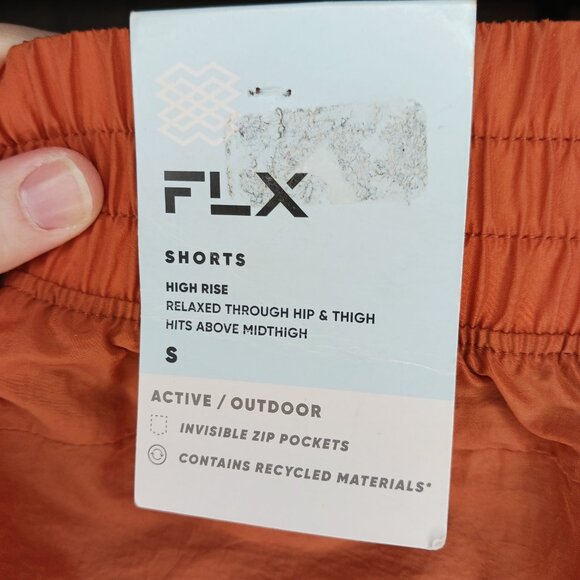 FLX
SHORTS
HIGH RISE
RELAXED THROUGH HIP & THIGH
HITS ABOVE MIDTHIGH
S
ACTIVE / OUTDOOR
INVISIBLE ZIP POCKETS
CONTAINS RECYCLED MATERIALS*